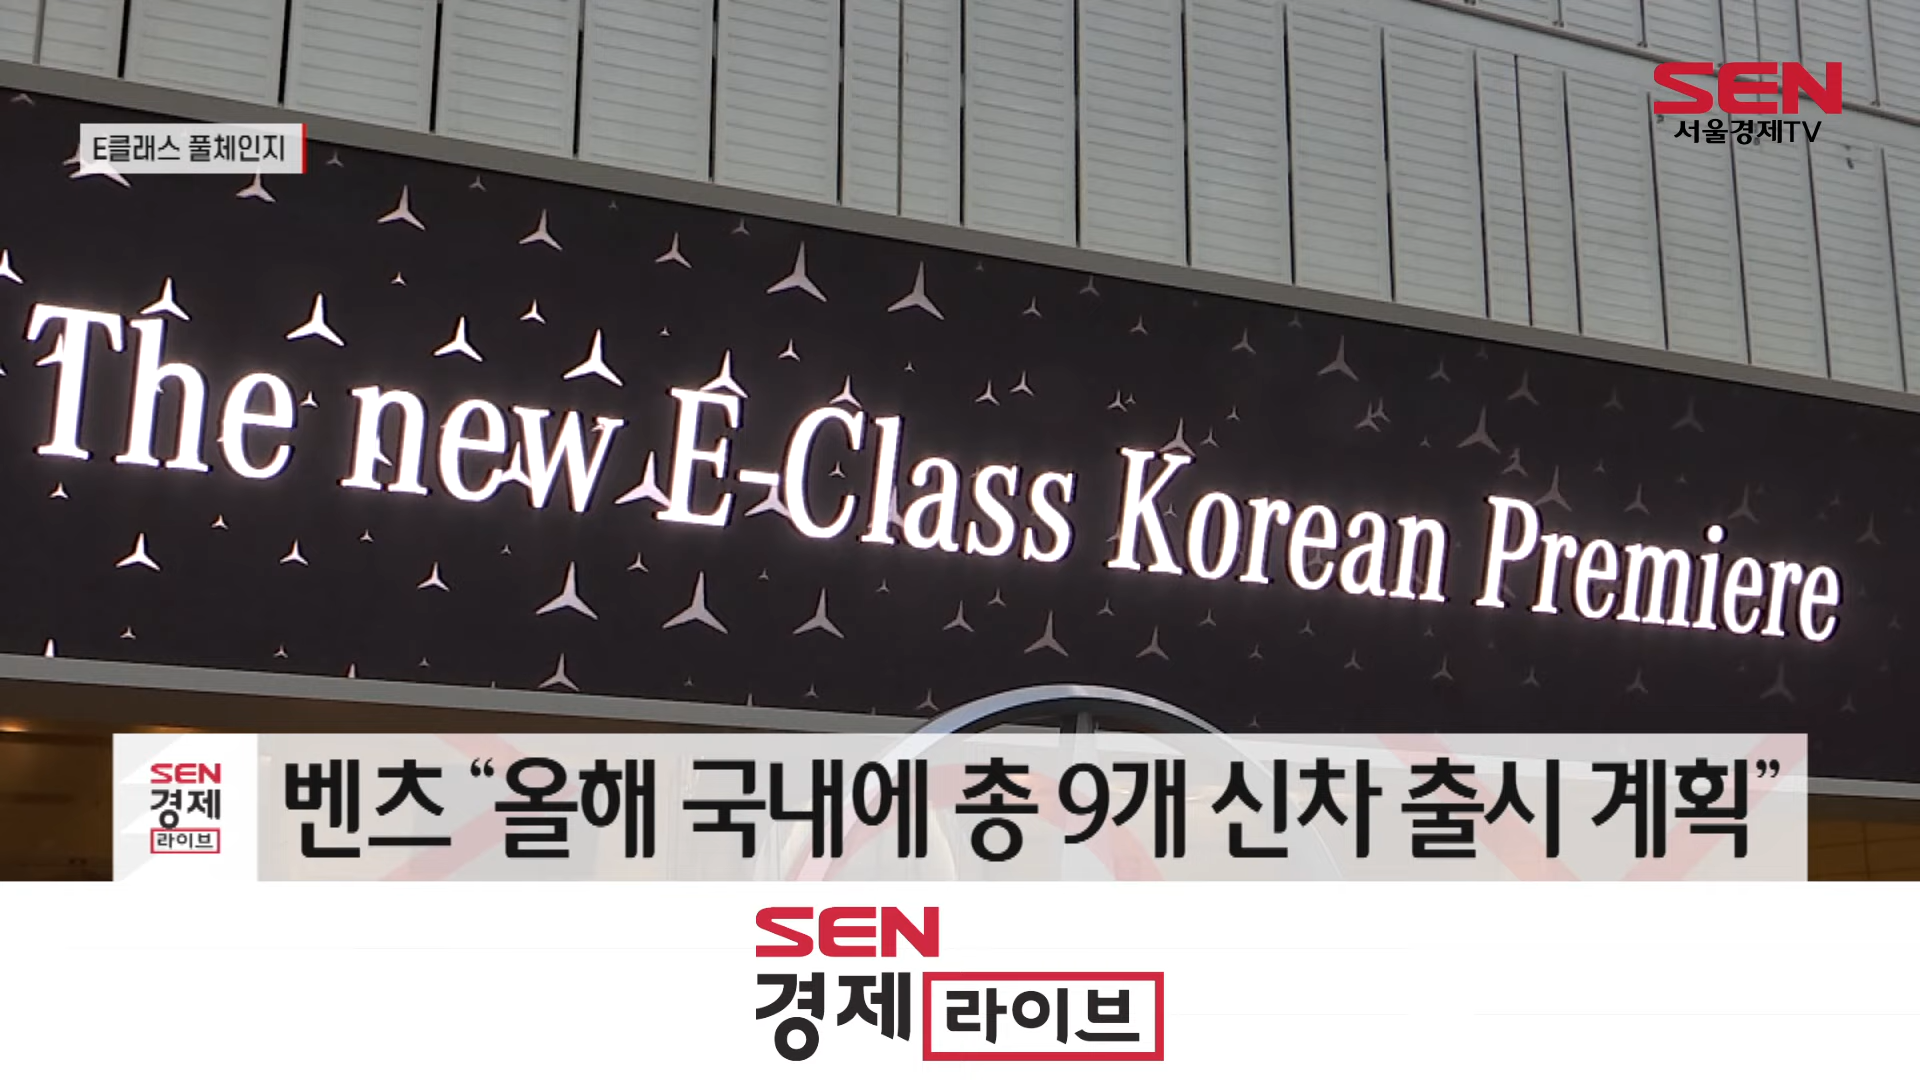 SEN
서울경제TV
E클래스 풀체인지
The new E-Class Korean Premiere
SEN
경제
라이브
벤츠 “올해 국내에 총 9개 신차 출시 계획”
SEN
경제 라이브